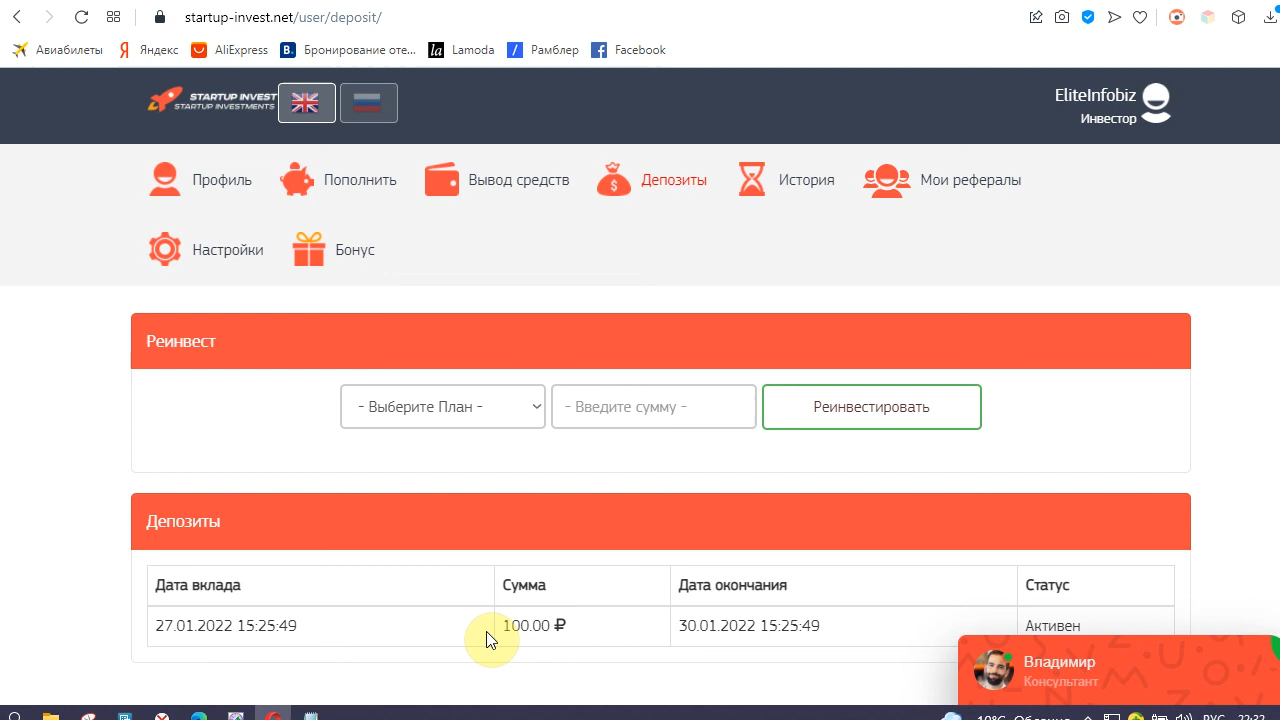 startup-invest.net/user/deposit/
Авиабилеты Яндекс AliExpress Бронирование оте... Lamoda Рамблер Facebook
STARTUP INVEST
STARTUP INVESTMENTS
EliteInfobiz
Инвестор
Профиль Пополнить Вывод средств Депозиты История Мои рефералы
Настройки Бонус
Реинвест
- Выберите План - - Введите сумму - Реинвестировать
Депозиты
Дата вклада Сумма Дата окончания Статус
27.01.2022 15:25:49 100.00 ₽ 30.01.2022 15:25:49 Активен
Владимир
Консультант